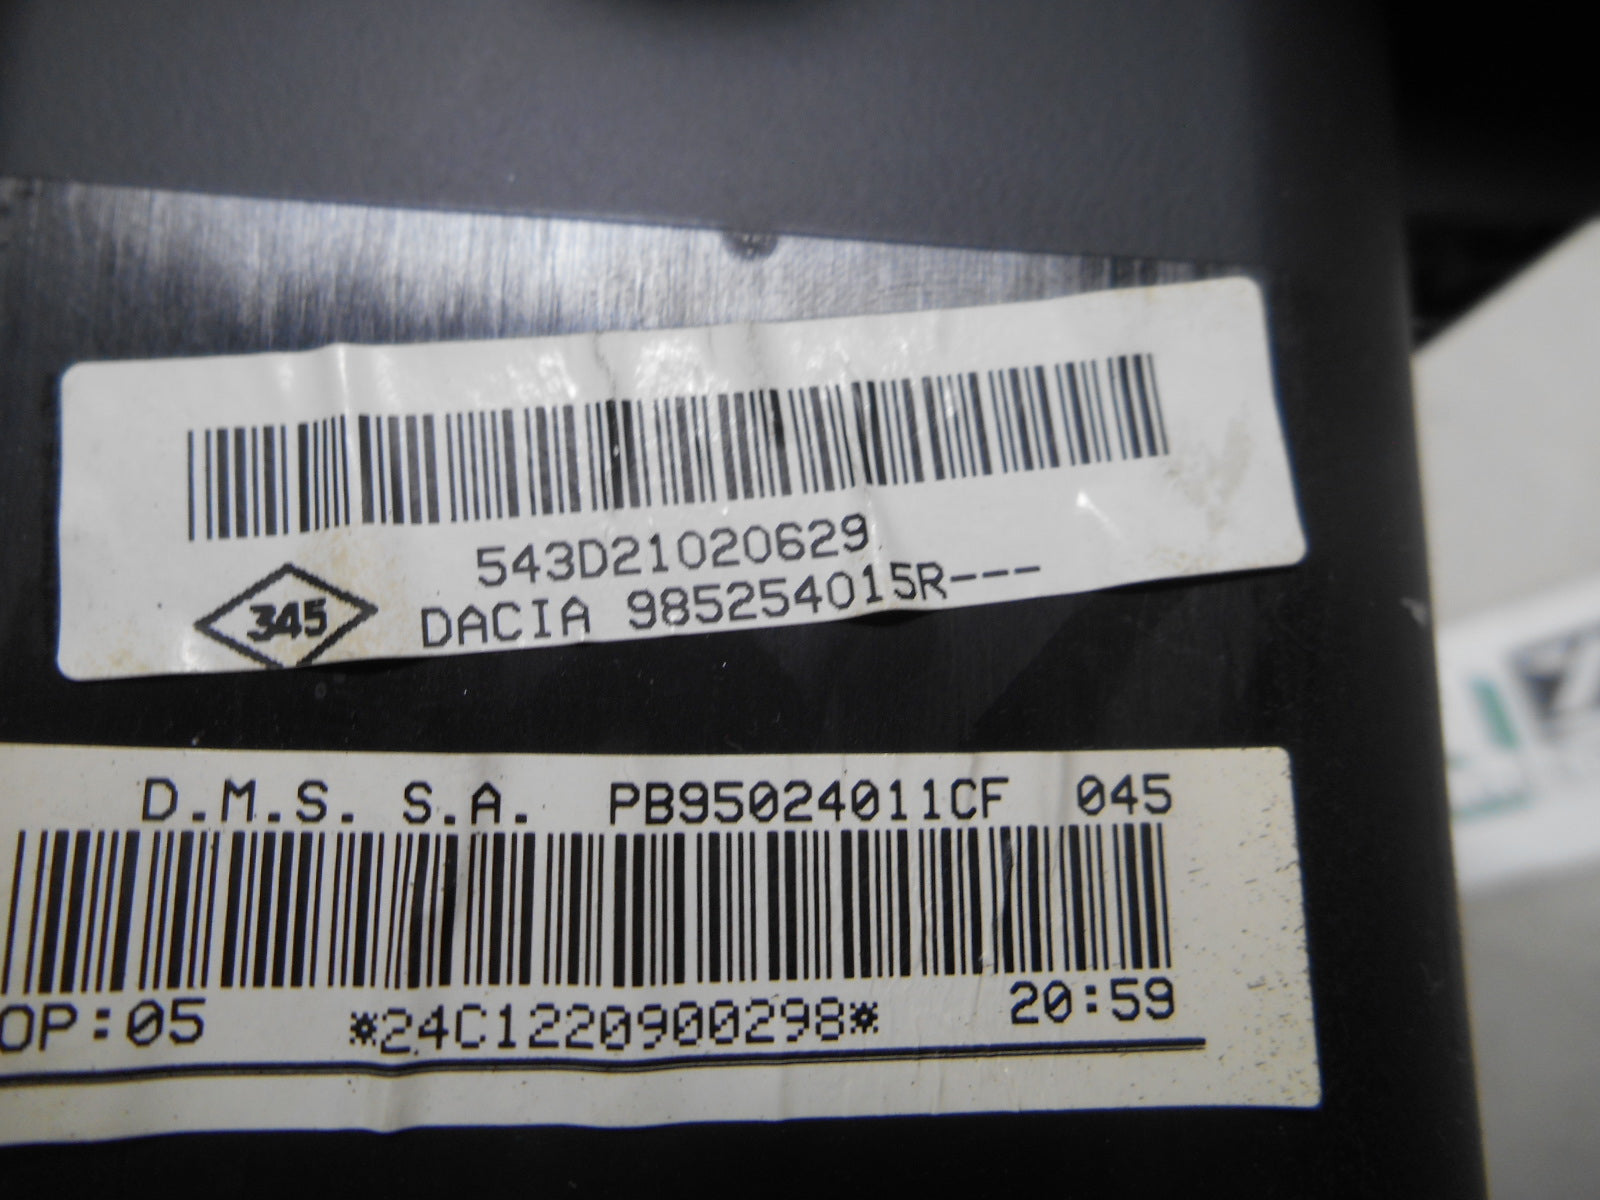 543D21020629
345
DACIA 985254015R---
D.M.S. S.A. PB95024011CF 045
OP:05 *24C1220900298* 20:59